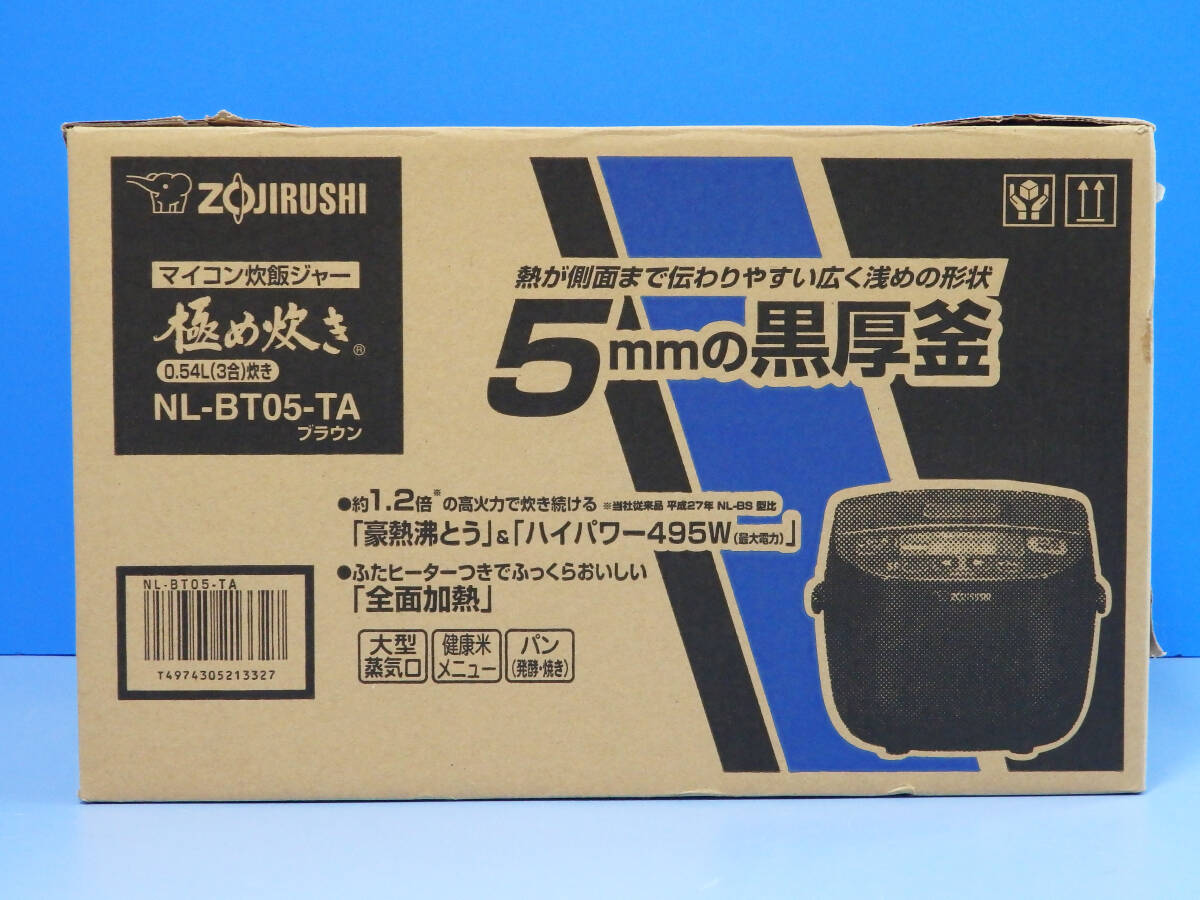 ZOJIRUSHI
マイコン炊飯ジャー
極め炊き®
0.54L(3合)炊き
NL-BT05-TA
ブラウン
熱が側面まで伝わりやすい広く浅めの形状
5mmの黒厚釜
●約1.2倍※の高火力で炊き続ける ※当社従来品 平成27年 NL-BS 型比
「豪熱沸とう」&「ハイパワー495W(最大電力)」
●ふたヒーターつきでふっくらおいしい
「全面加熱」
大型
蒸気口
健康米
メニュー
パン
(発酵・焼き)
NL-BT05-TA
T4974305213327
ZOJIRUSHI